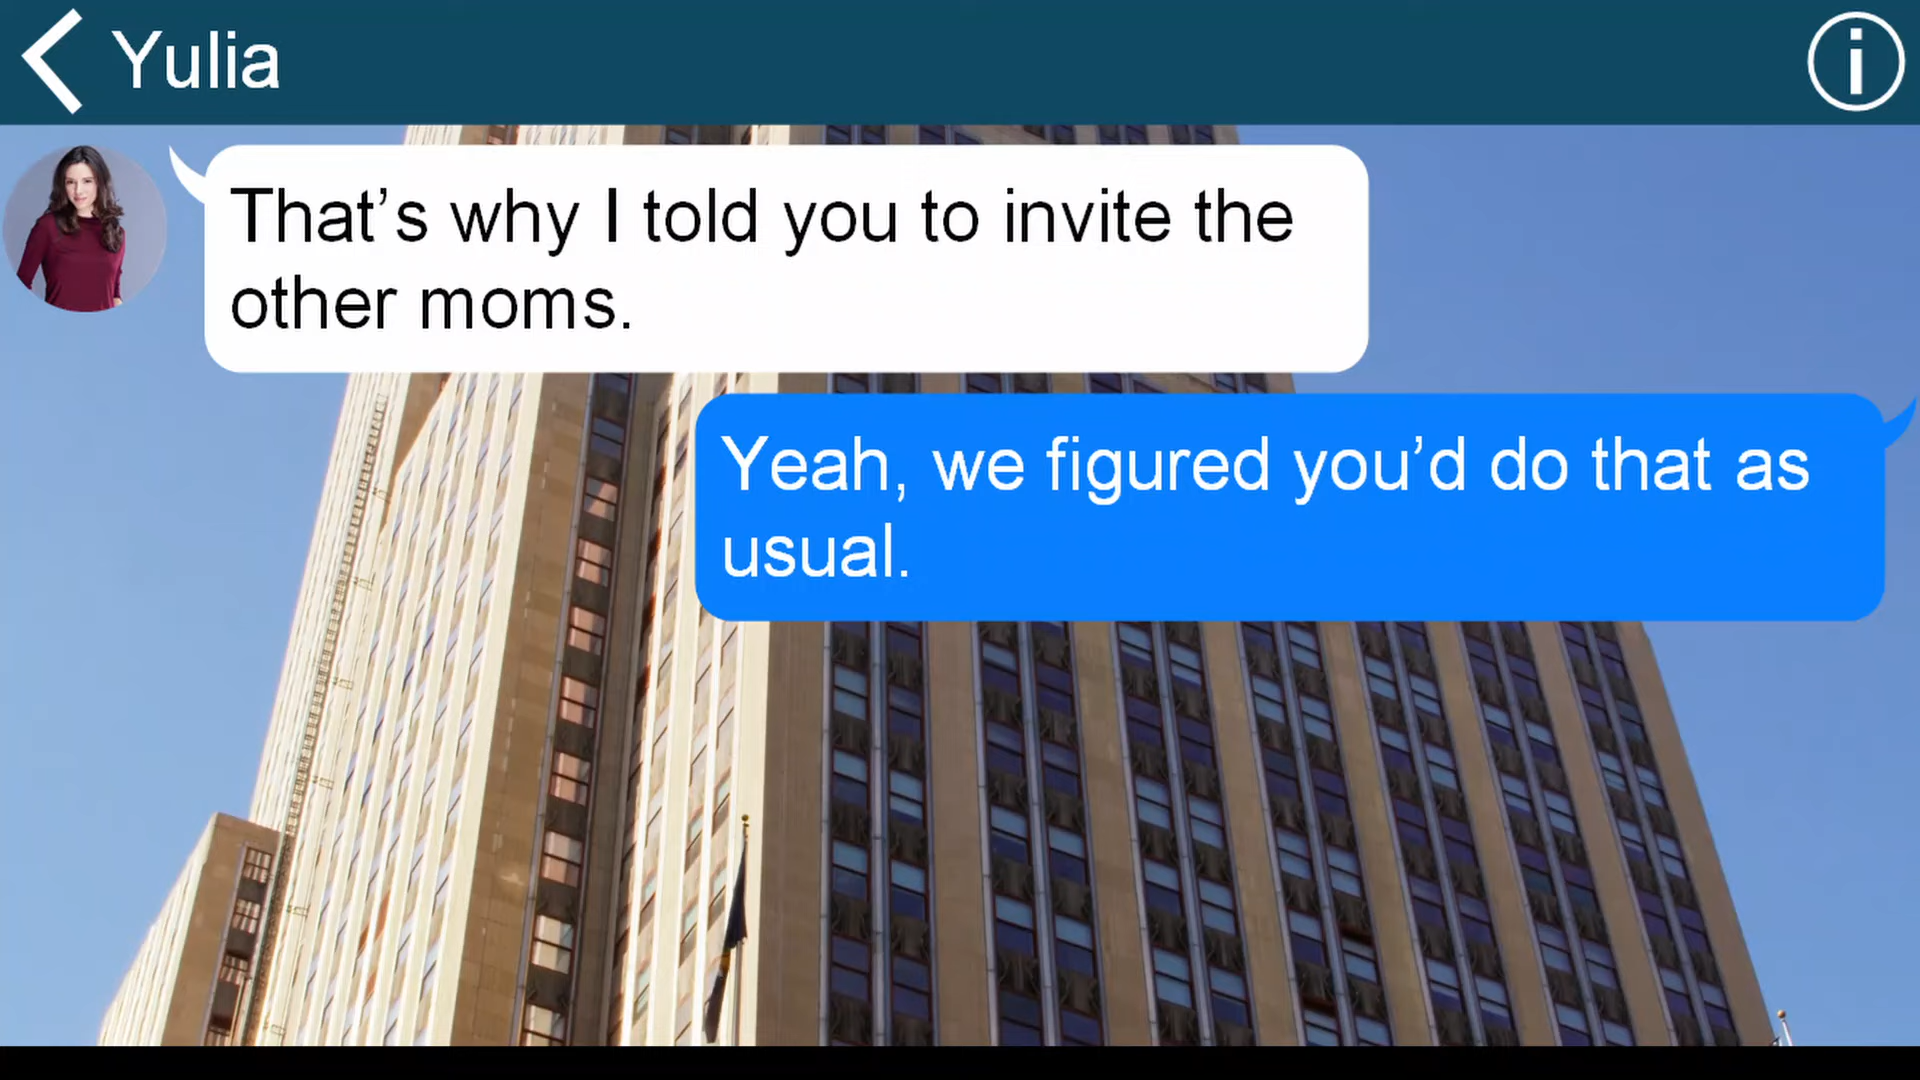 Yulia
That’s why I told you to invite the
other moms.
Yeah, we figured you’d do that as
usual.